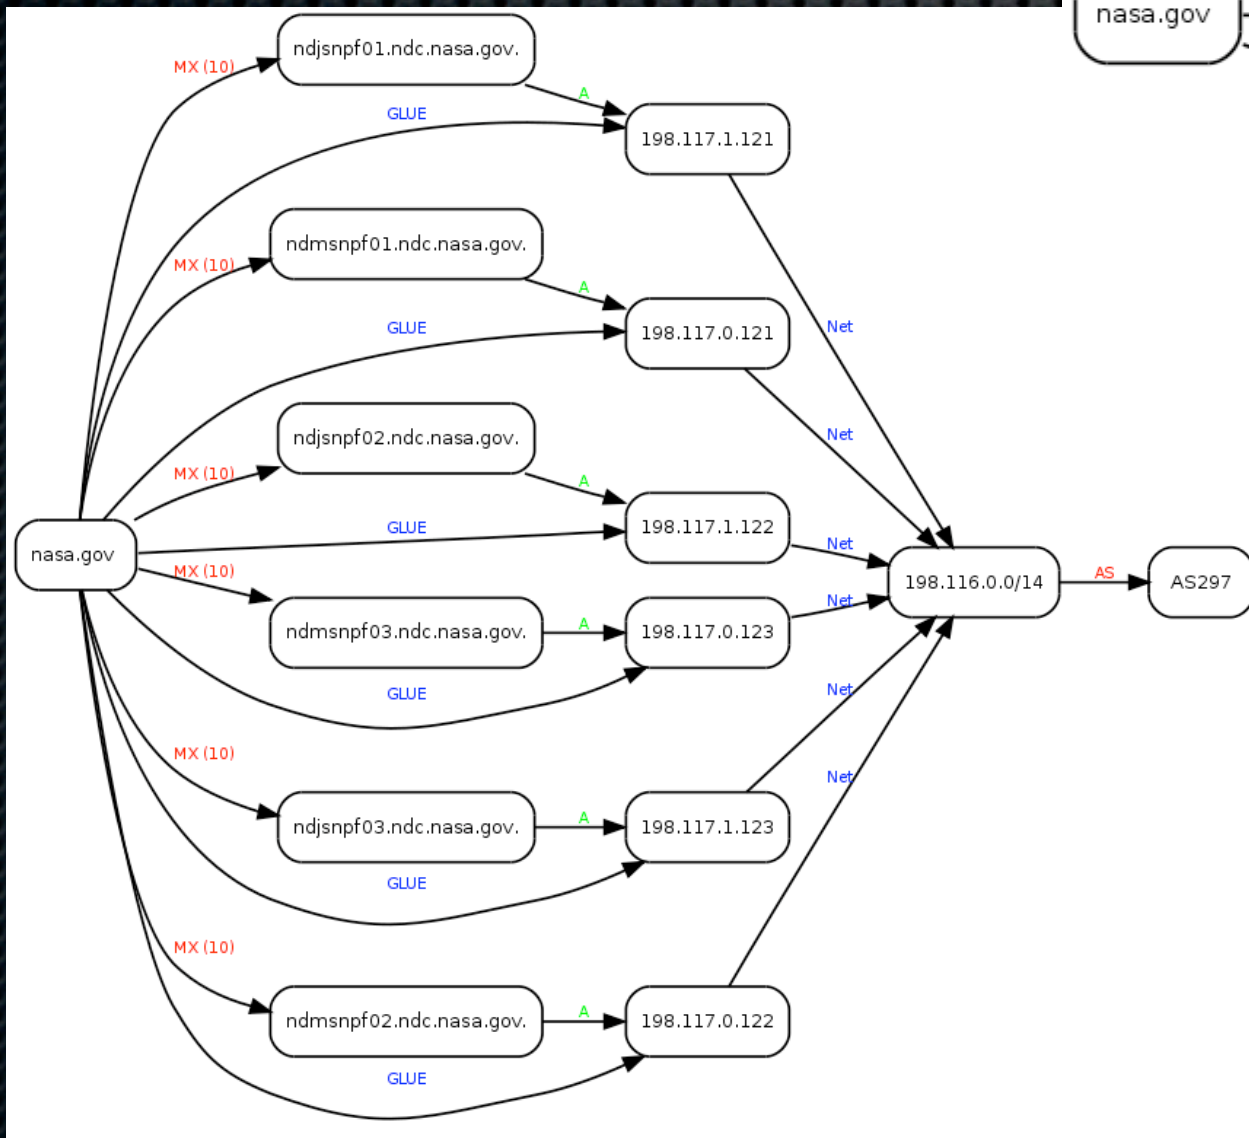 nasa.gov
ndjsnpf01.ndc.nasa.gov.
MX (10)
A
GLUE
198.117.1.121
ndmsnpf01.ndc.nasa.gov.
MX (10)
A
GLUE
198.117.0.121
Net
ndjsnpf02.ndc.nasa.gov.
Net
MX (10)
A
GLUE
198.117.1.122
nasa.gov
Net
MX (10)
198.116.0.0/14
AS
AS297
Net
ndmsnpf03.ndc.nasa.gov.
A
198.117.0.123
GLUE
Net
MX (10)
Net
ndjsnpf03.ndc.nasa.gov.
A
198.117.1.123
GLUE
MX (10)
ndmsnpf02.ndc.nasa.gov.
A
198.117.0.122
GLUE